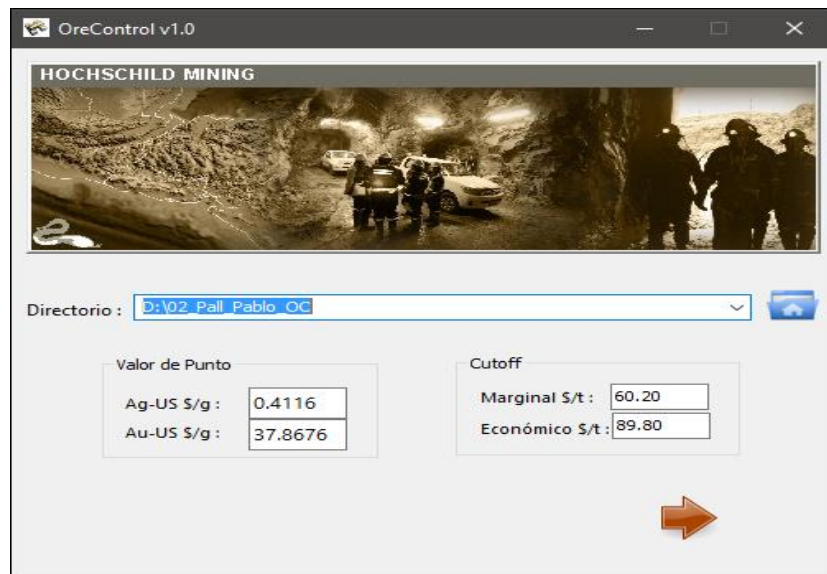 OreControl v1.0
HOCHSCHILD MINING
Directorio : D:\02_Pall_Pablo_OC
Valor de Punto
Ag-US $/g : 0.4116
Au-US $/g : 37.8676
Cutoff
Marginal $/t : 60.20
Económico $/t : 89.80